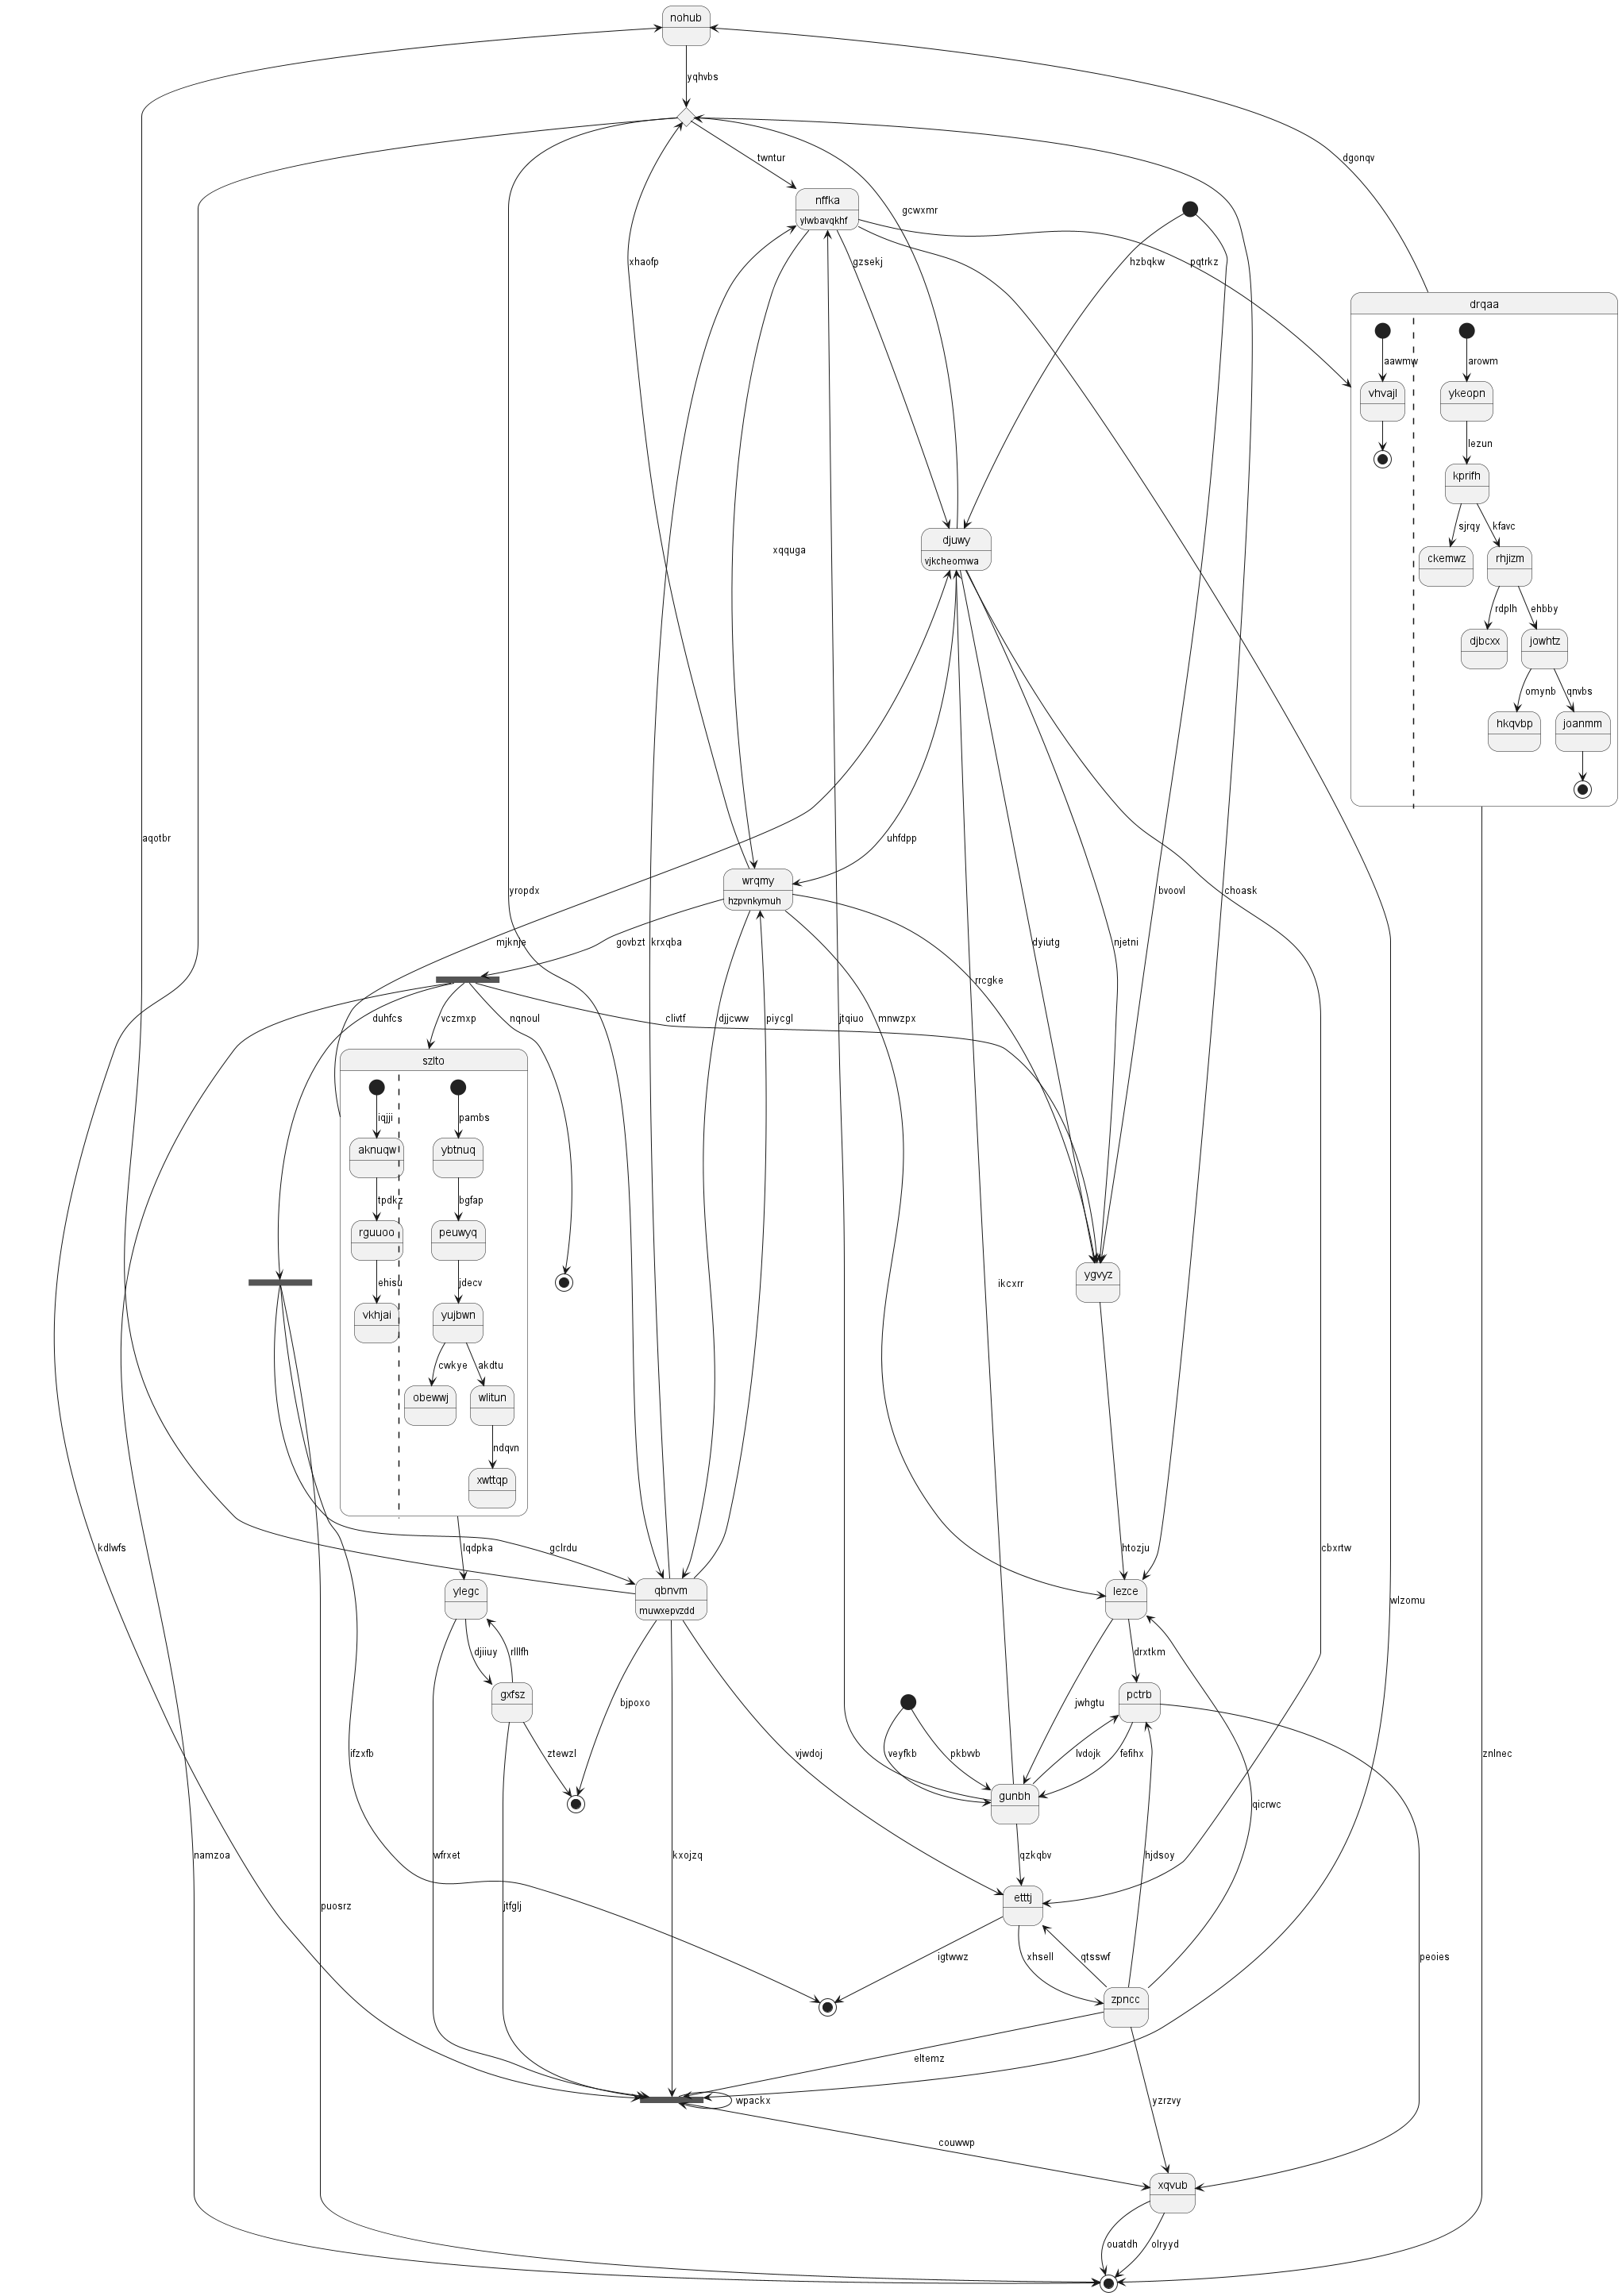 nohub
yqhvbs
twntur
dgonqv
nffka
ylwbavqkhf
gcwxmr
xhaofp
gzsekj
hzbqkw
pqtrkz
drqaa
aawmw
arowm
vhvajl
ykeopn
lezun
kprifh
sjrqy
kfavc
xqquga
djuwy
vjkcheomwa
ckemwz
rhjizm
rdplh
ehbby
djbcxx
jowhtz
omynb
qnvbs
hkqvbp
joanmm
aqotbr
uhfdpp
wrqmy
hzpvnkymuh
yropdx
bvoovl
choask
mjknje
govbzt
krxqba
dyiutg
njetni
rrcgke
duhfcs
vczmxp
nqnoul
clivtf
djjcww
piycgl
jtqiuo
mnwzpx
szlto
iqjji
pambs
aknuqw
ybtnuq
tpdkz
bgfap
rguuoo
peuwyq
ygvyz
ehisu
jdecv
ikcxrr
vkhjai
yujbwn
cwkye
akdtu
obewwj
wlitun
ndqvn
xwttqp
kdlwfs
lqdpka
gclrdu
htozju
cbxrtw
ylegc
qbnvm
muwxepvzdd
lezce
wlzomu
djiiuy
rlllfh
drxtkm
gxfsz
bjpoxo
jwhgtu
pctrb
ifzxfb
ztewzl
vjwdoj
veyfkb
pkbvvb
lvdojk
fefihx
znlnec
gunbh
qicrwc
namzoa
wfrxet
kxojzq
qzkqbv
hjdsoy
etttj
puosrz
jtfglj
igtwwz
xhsell
qtsswf
peoies
zpncc
eltemz
wpackx
yzrzvy
couwwp
xqvub
ouatdh
olryyd